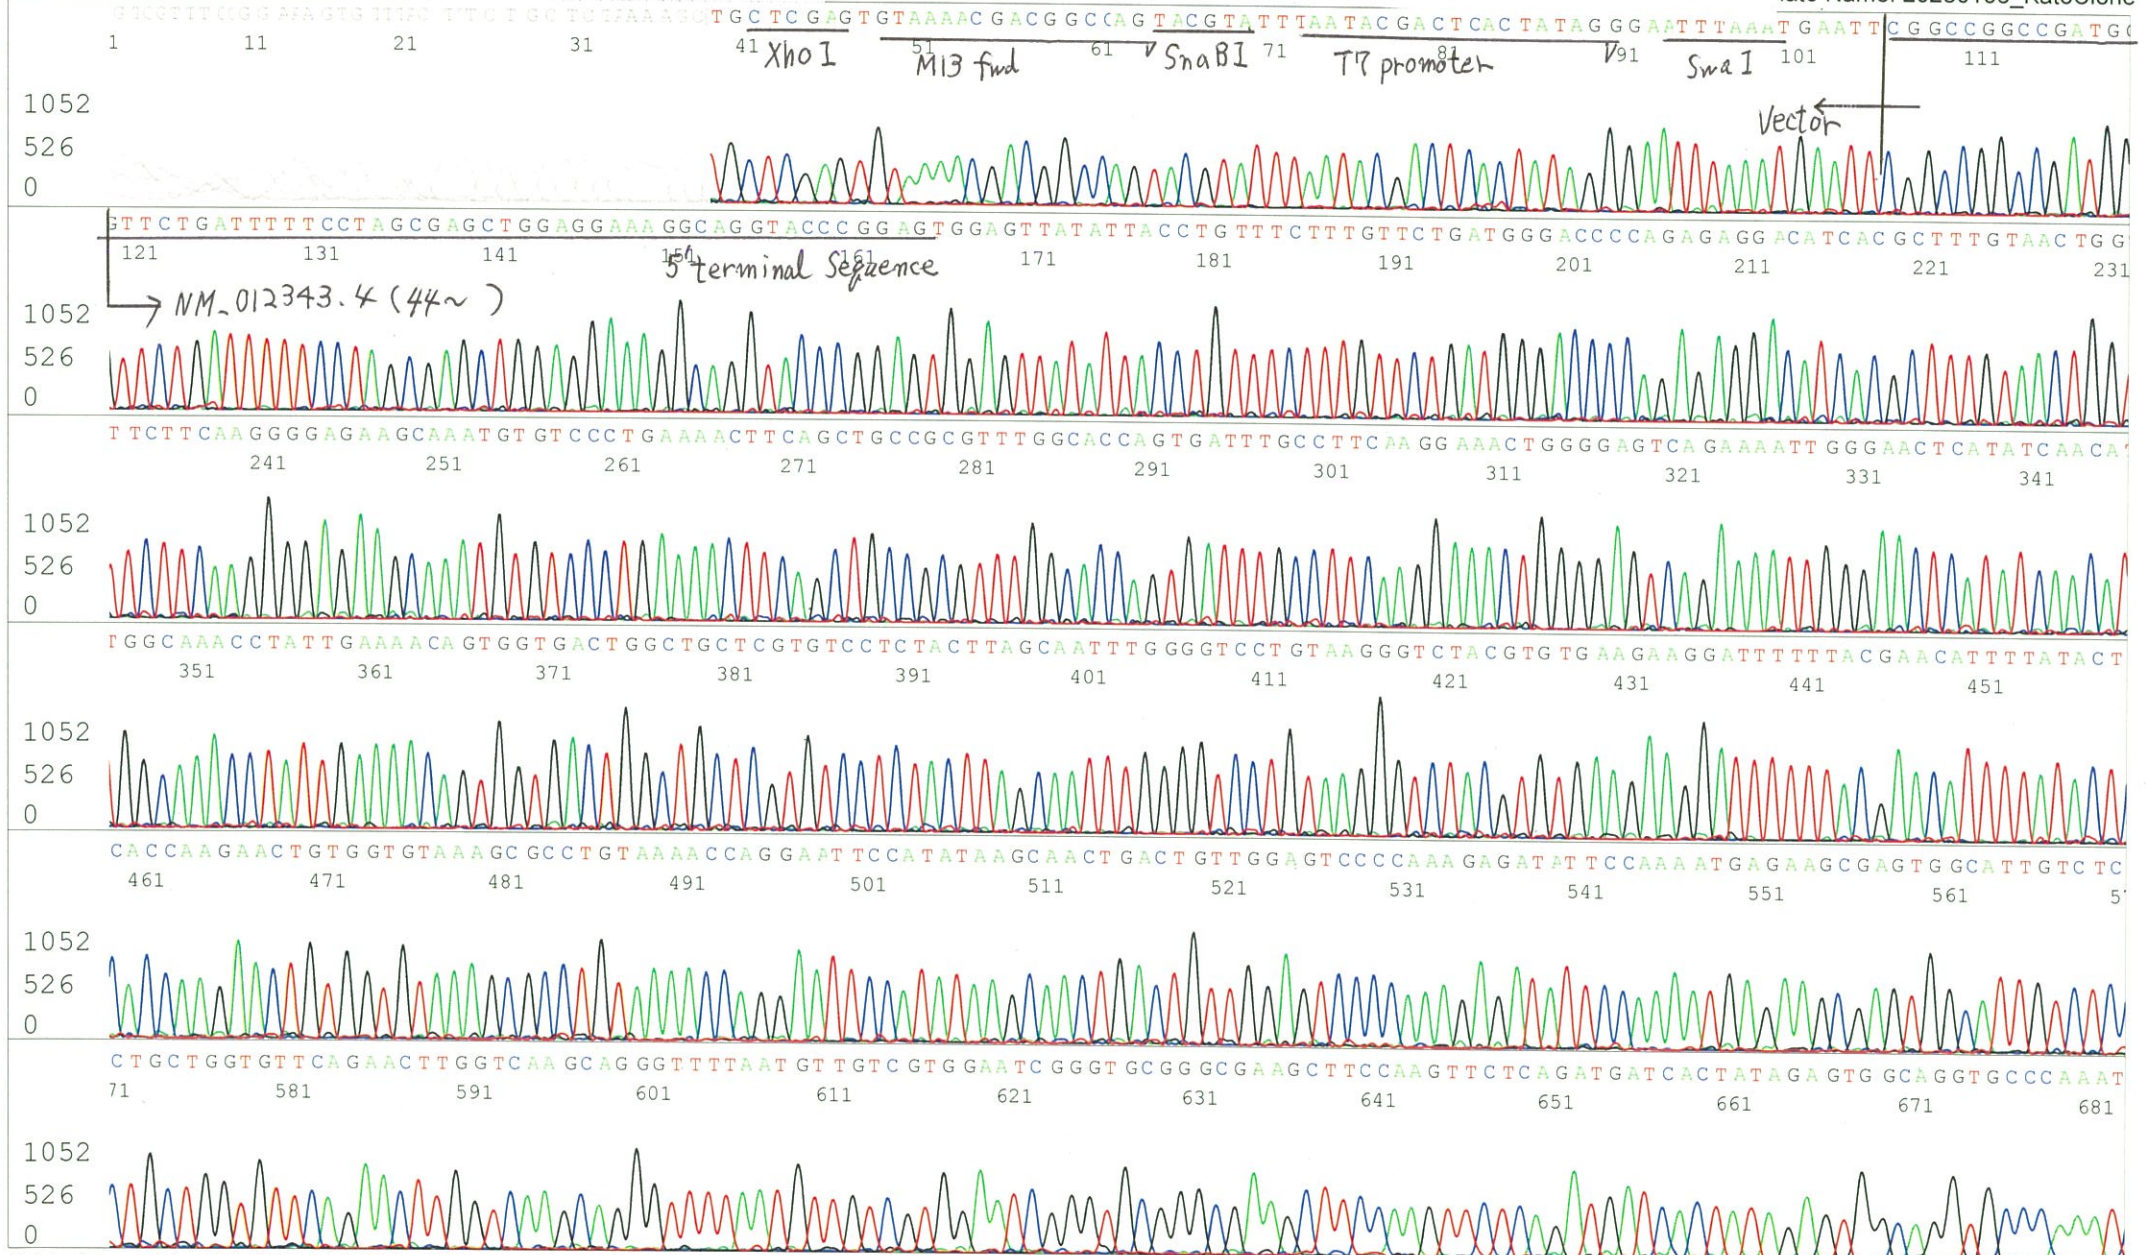 TGCTCGAGTGTAAAACGACGGCCAGTACGTATTTAATACGACTCACTATAGGGAATTTAAATGAATTCGGCCGGCCGATGG
1 11 21 31 41 51 61 71 81 91 101 111
Xho I M13 fwd SnaBI T7 promoter Swa I
Vector
1052
526
0
GTTCTGATTTTTCCTAGCGAGCTGGAGGAAAGGCAGGTACCCGGAGTGGAGTTATATTACCTGTTTCTTTGTTCTGATGGGACCCCAGAGAGGACATCACGCTTTGTAACTGG
121 131 141 151 161 171 181 191 201 211 221 231
5' terminal Sequence
NM_012343.4 (44~ )
1052
526
0
TTCTTCAAGGGGAGAAGCAAATGTGTCCCTGAAAACTTCAGCTGCCGCGTTTGGCACCAGTGATTTGCCTTCAAGGAAACTGGGGAGTCAGAAAATTGGGAACTCATATCAACAT
241 251 261 271 281 291 301 311 321 331 341
1052
526
0
TGGCAAACCTATTGAAAACAGTGGTGACTGGCTGCTCGTGTCCTCTACTTAGCAATTTGGGGTCCTGTAAGGGTCTACGTGTGAAGAAGGATTTTTTACGAACATTTTATACT
351 361 371 381 391 401 411 421 431 441 451
1052
526
0
CACCAAGAACTGTGGTGTAAAGCGCCTGTAAAACCAGGAATTCCATATAAGCAACTGACTGTTGGAGTCCCCAAAGAGATATTCCAAAATGAGAAGCGAGTGGCATTGTCTC
461 471 481 491 501 511 521 531 541 551 561
1052
526
0
CTGCTGGTGTTCAGAACTTGGTCAAGCAGGGTTTTAATGTTGTCGTGGAATCGGGTGCGGGCGAAGCTTCCAAGTTCTCAGATGATCACTATAGAGTGGCAGGTGCCCAAAT
71 581 591 601 611 621 631 641 651 661 671 681
1052
526
0